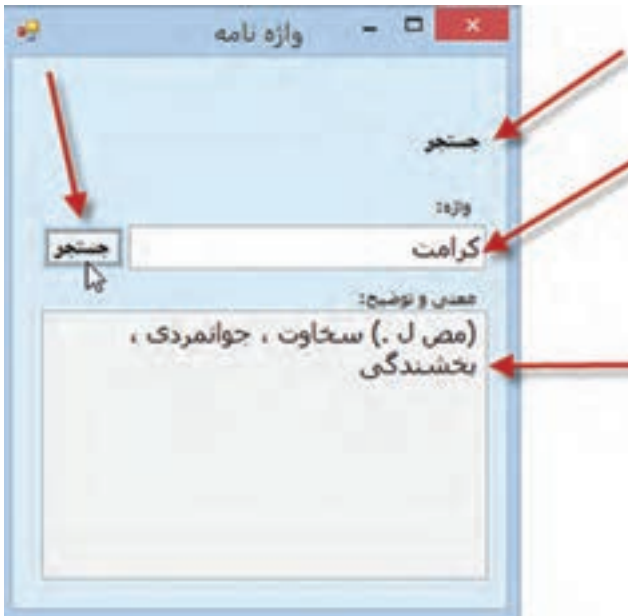 واژه نامه
جستجو
واژه:
کرامت
جستجو
معنی و توضیح:
(مص ل .) سخاوت ، جوانمردی ،
بخشندگی